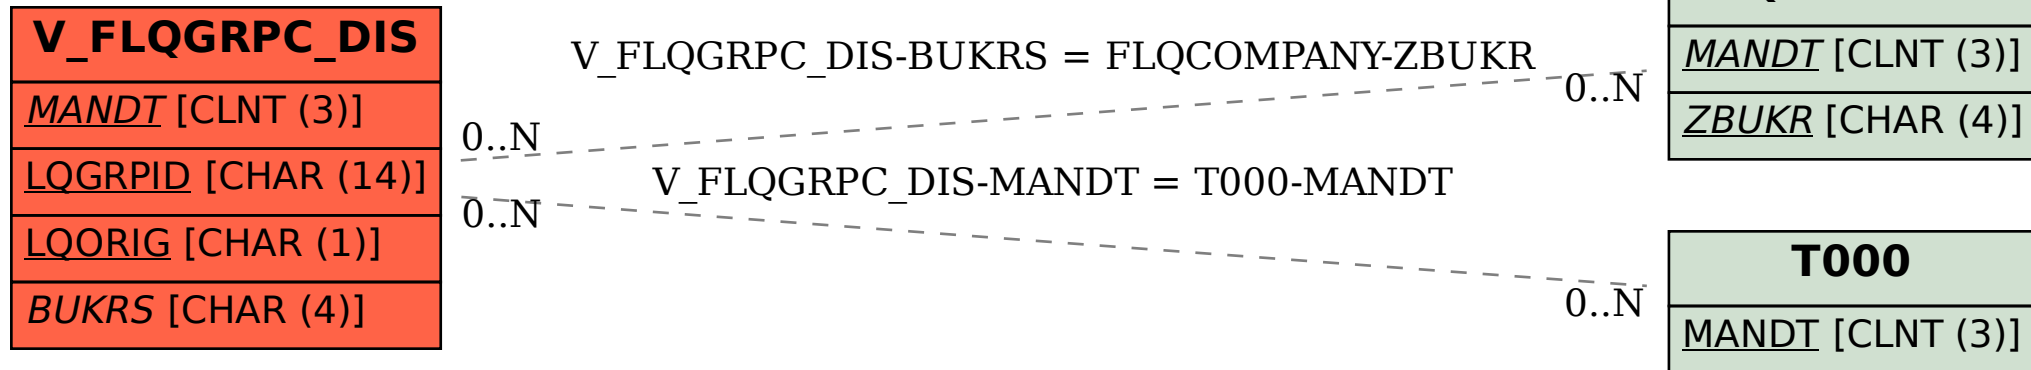 V_FLQGRPC_DIS
MANDT [CLNT (3)]
LQGRPID [CHAR (14)]
LQORIG [CHAR (1)]
BUKRS [CHAR (4)]
V_FLQGRPC_DIS-BUKRS = FLQCOMPANY-ZBUKR
0..N
0..N
V_FLQGRPC_DIS-MANDT = T000-MANDT
0..N
0..N
MANDT [CLNT (3)]
ZBUKR [CHAR (4)]
T000
MANDT [CLNT (3)]